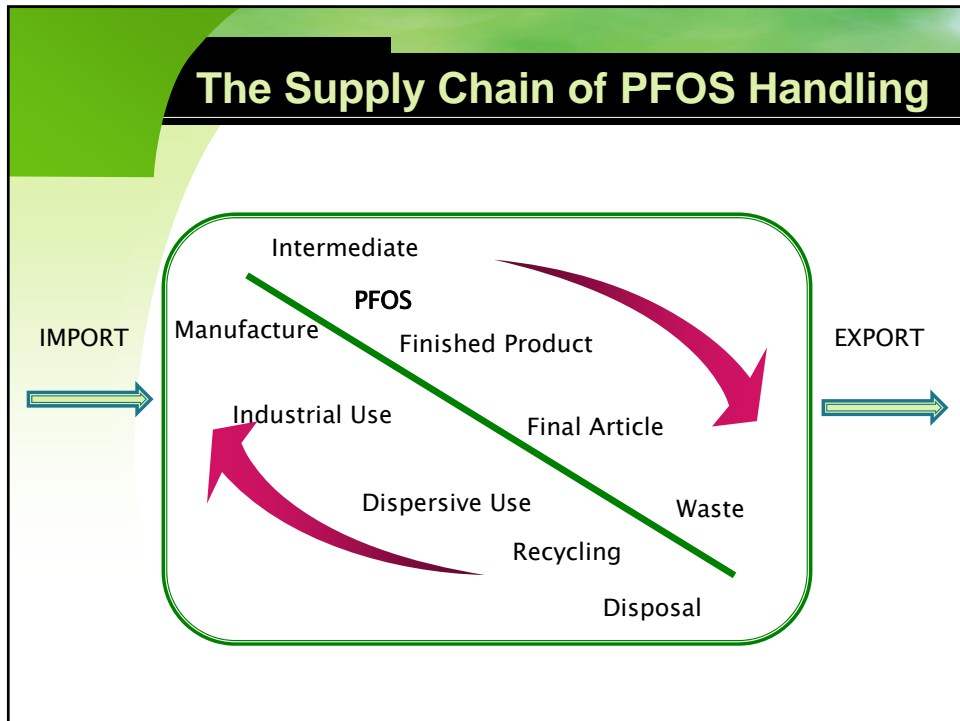 The Supply Chain of PFOS Handling
Intermediate
PFOS
Manufacture
Finished Product
IMPORT
EXPORT
Industrial Use
Final Article
Dispersive Use
Waste
Recycling
Disposal